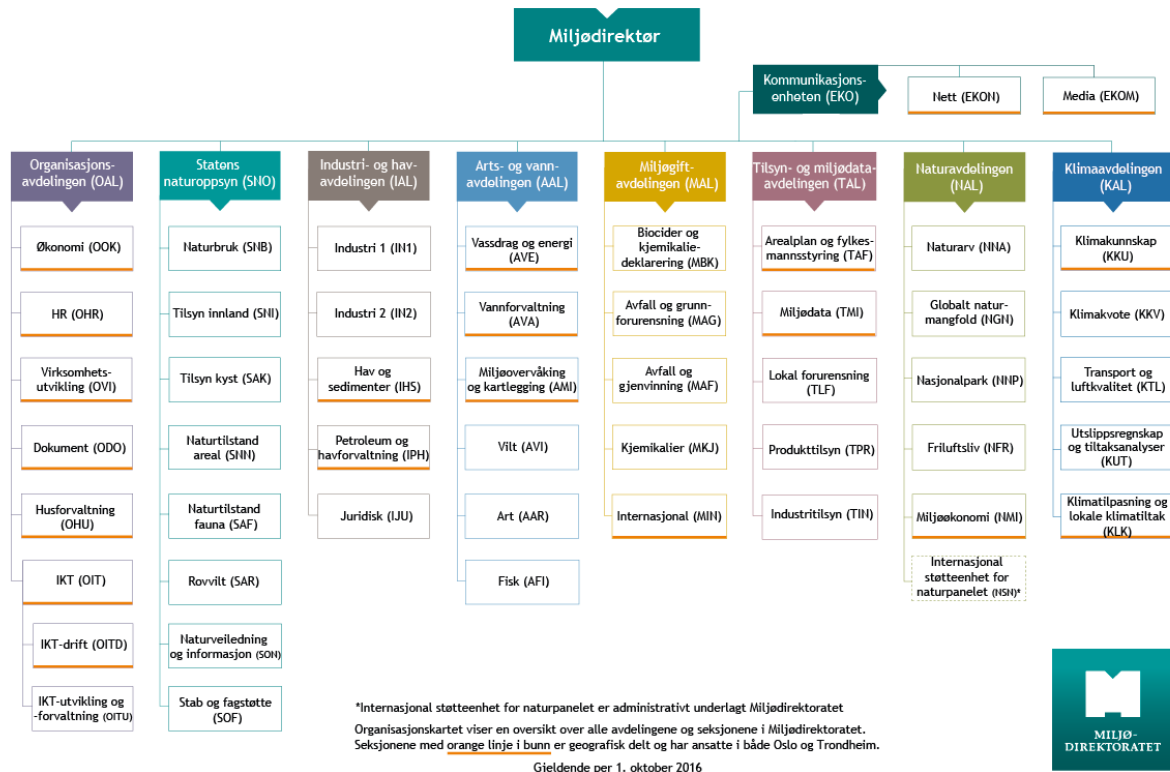 Miljødirektør
Kommunikasjons-
enheten (EKO)
Nett (EKON)
Media (EKOM)
Organisasjons-
avdelingen (OAL)
Økonomi (OOK)
HR (OHR)
Virksomhets-
utvikling (OVI)
Dokument (ODO)
Husforvaltning
(OHU)
IKT (OIT)
IKT-drift (OITD)
IKT-utvikling og
-forvaltning (OITU)
Statens
naturoppsyn (SNO)
Naturbruk (SNB)
Tilsyn innland (SNI)
Tilsyn kyst (SAK)
Naturtilstand
areal (SNN)
Naturtilstand
fauna (SAF)
Rovvilt (SAR)
Naturveiledning
og informasjon (SON)
Stab og fagstøtte
(SOF)
Industri- og hav-
avdelingen (IAL)
Industri 1 (IN1)
Industri 2 (IN2)
Hav og
sedimenter (IHS)
Petroleum og
havforvaltning (IPH)
Juridisk (IJU)
Arts- og vann-
avdelingen (AAL)
Vassdrag og energi
(AVE)
Vannforvaltning
(AVA)
Miljøovervåking
og kartlegging (AMI)
Vilt (AVI)
Art (AAR)
Fisk (AFI)
Miljøgift-
avdelingen (MAL)
Biocider og
kjemikalie-
deklarering (MBK)
Avfall og grunn-
forurensning (MAG)
Avfall og
gjenvinning (MAF)
Kjemikalier (MKJ)
Internasjonal (MIN)
Tilsyn- og miljødata-
avdelingen (TAL)
Arealplan og fylkes-
mannsstyring (TAF)
Miljødata (TMI)
Lokal forurensning
(TLF)
Produkttilsyn (TPR)
Industritilsyn (TIN)
Naturavdelingen
(NAL)
Naturarv (NNA)
Globalt natur-
mangfold (NGN)
Nasjonalpark (NNP)
Friluftsliv (NFR)
Miljøøkonomi (NMI)
Internasjonal
støtteenhet for
naturpanelet (NSN)*
Klimaavdelingen
(KAL)
Klimakunnskap
(KKU)
Klimakvote (KKV)
Transport og
luftkvalitet (KTL)
Utslippsregnskap
og tiltaksanalyser
(KUT)
Klimatilpasning og
lokale klimatiltak
(KLK)
*Internasjonal støtteenhet for naturpanelet er administrativt underlagt Miljødirektoratet
Organisasjonskartet viser en oversikt over alle avdelingene og seksjonene i Miljødirektoratet.
Seksjonene med orange linje i bunn er geografisk delt og har ansatte i både Oslo og Trondheim.
Gjeldende per 1. oktober 2016
MILJØ-
DIREKTORATET